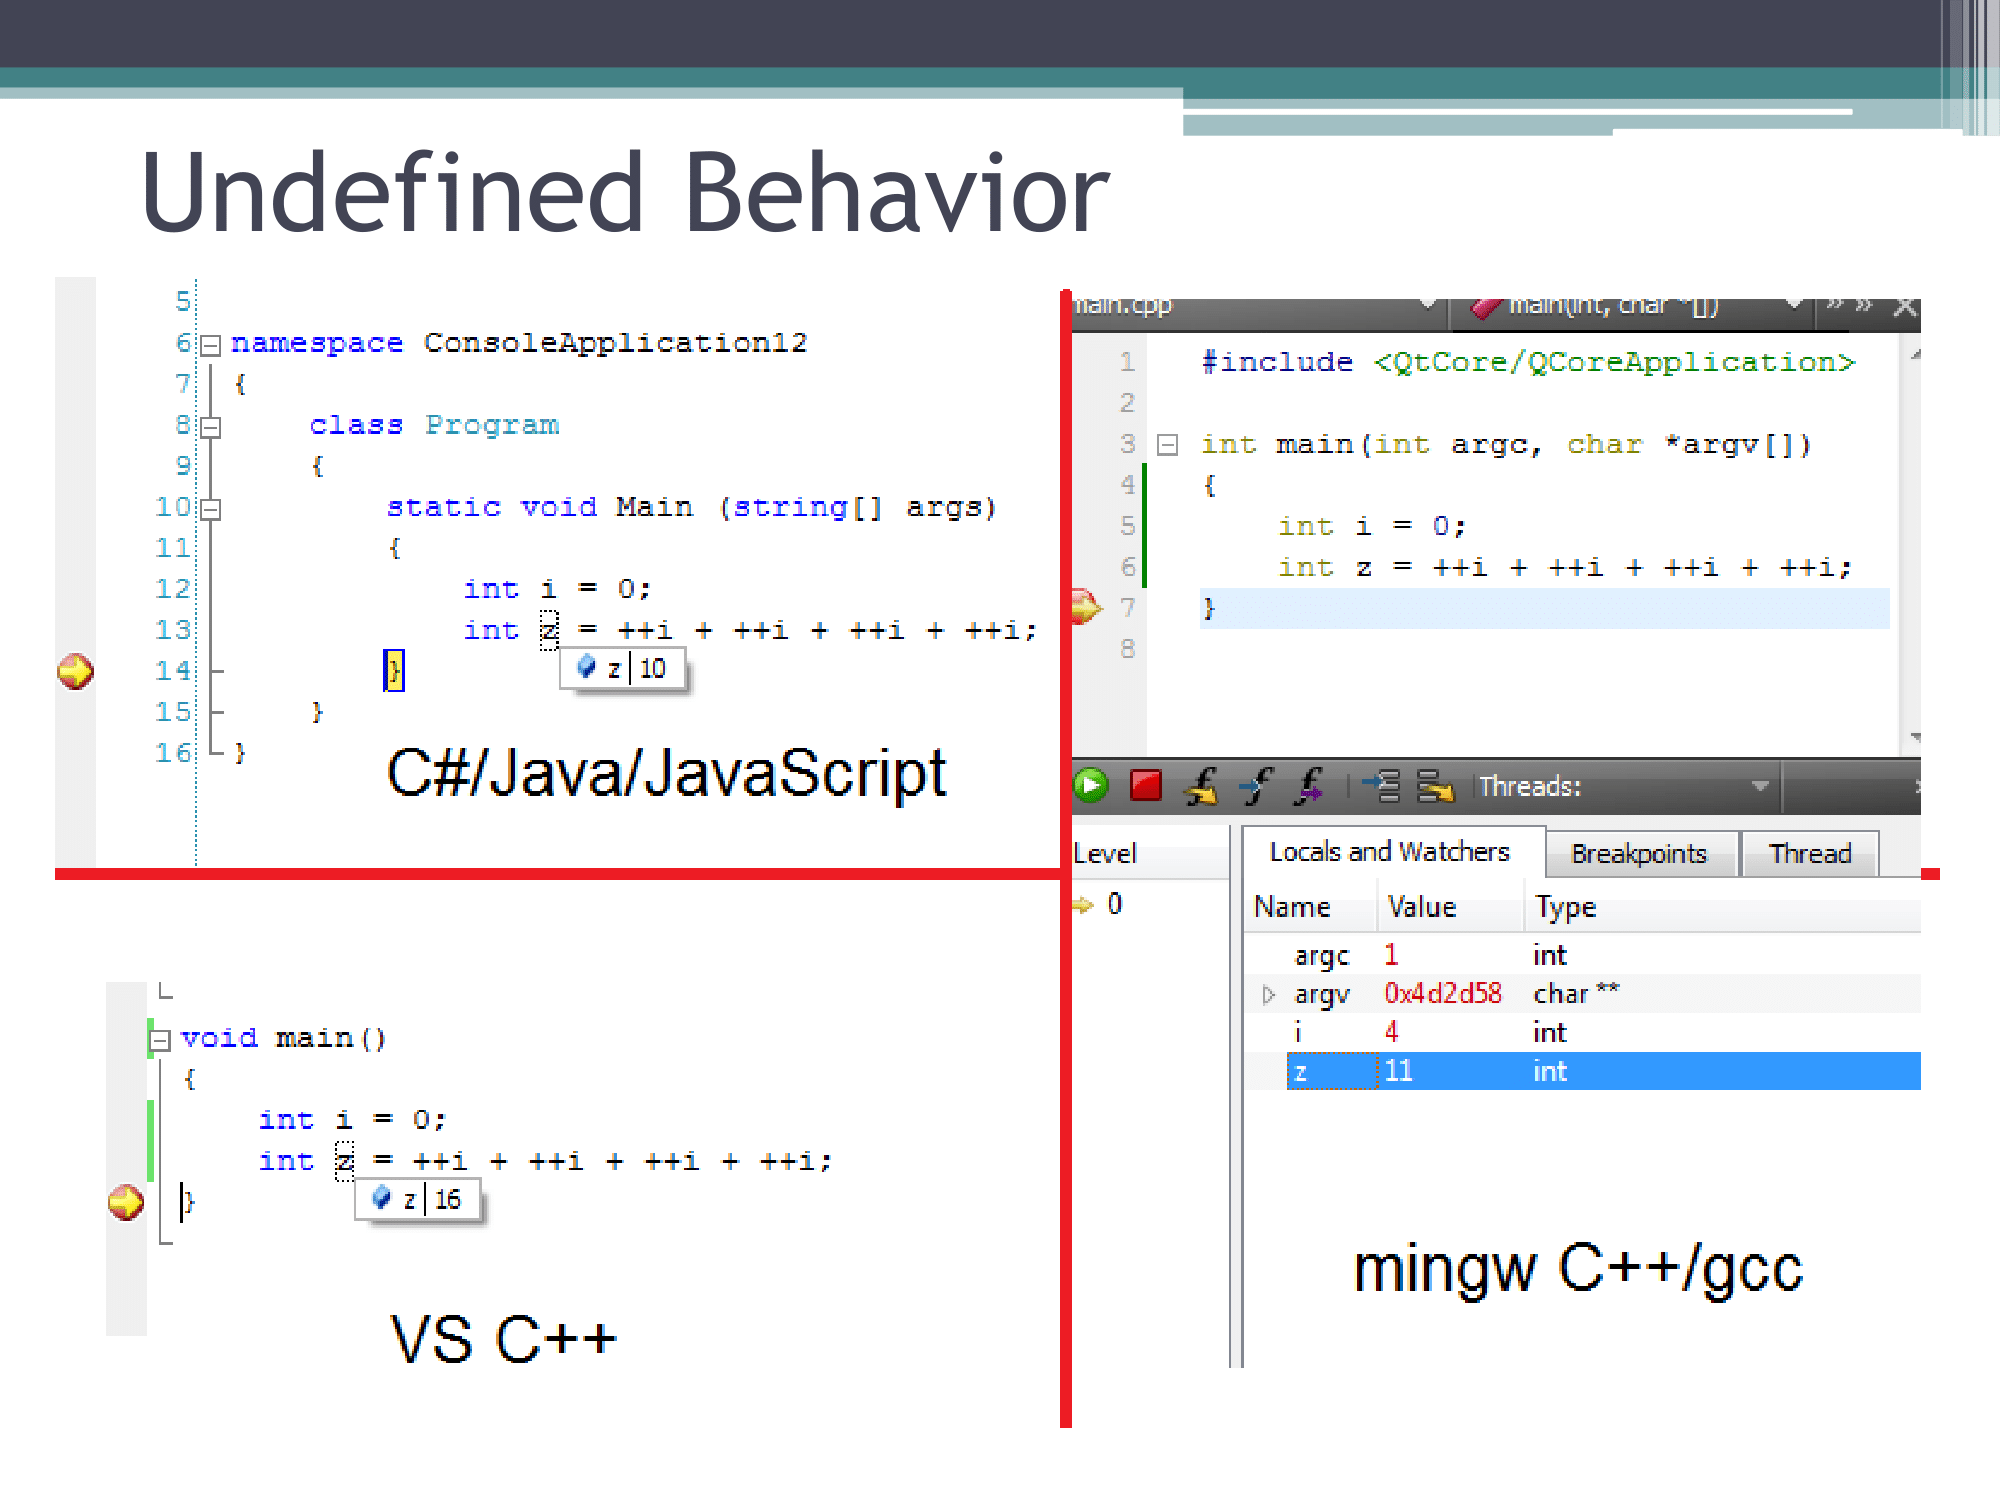 Undefined Behavior
5
6 namespace ConsoleApplication12
7 {
8 class Program
9 {
10 static void Main (string[] args)
11 {
12 int i = 0;
13 int z = ++i + ++i + ++i + ++i;
z 10
14 }
15 }
16 }
C#/Java/JavaScript
main.cpp main(int, char *[])
1 #include <QtCore/QCoreApplication>
2
3 int main(int argc, char *argv[])
4 {
5 int i = 0;
6 int z = ++i + ++i + ++i + ++i;
7 }
8
Threads:
Level
0
Locals and Watchers Breakpoints Thread
Name Value Type
argc 1 int
argv 0x4d2d58 char **
i 4 int
z 11 int
mingw C++/gcc
void main()
{
int i = 0;
int z = ++i + ++i + ++i + ++i;
z 16
}
VS C++